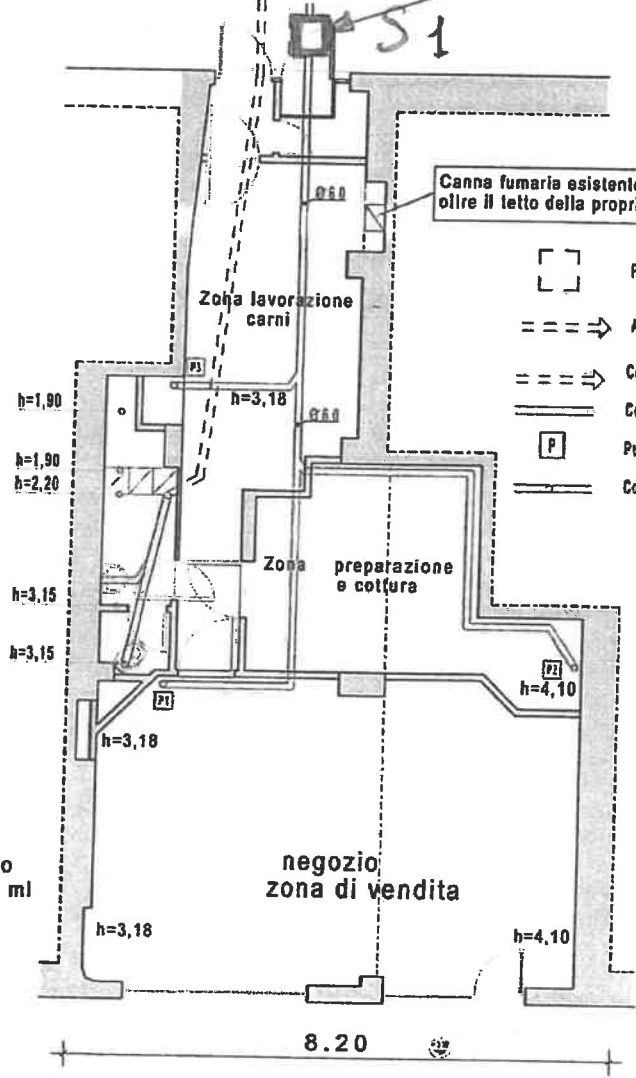 S 1
Canna fumaria esistente
oltre il tetto della propri
Ø 60
Zona lavorazione
carni
P3
h=3,18
Ø 60
h=1,90
h=1,90
h=2,20
P
Zona preparazione
e cottura
h=3,15
h=3,15
P1
P2
h=4,10
h=3,18
negozio
zona di vendita
o
ml
h=3,18
h=4,10
8.20